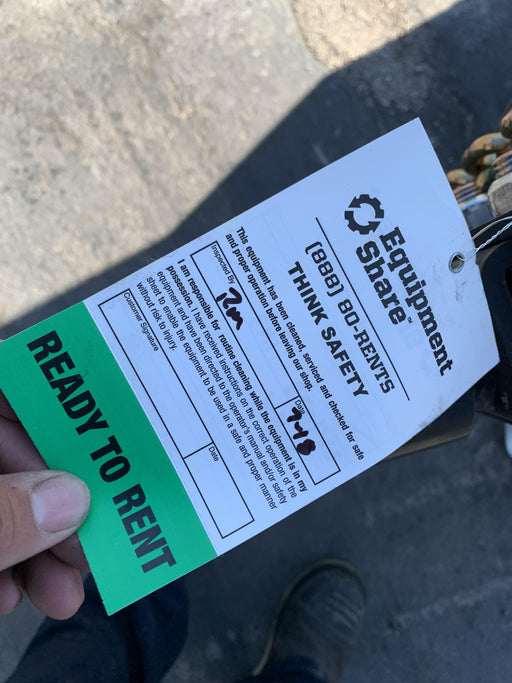 Equipment
Share™
(888) 80-RENTS
THINK SAFETY
This equipment has been cleaned, serviced and checked for safe
and proper operation before leaving our shop.
Inspected By
Date
I am responsible for routine cleaning while the equipment is in my
possession. I have received instructions on the correct operation of the
equipment and have been directed to the operator's manual and/or safety
sheet to enable the equipment to be used in a safe and proper manner
without risk to injury.
Customer Signature
Date
READY TO RENT